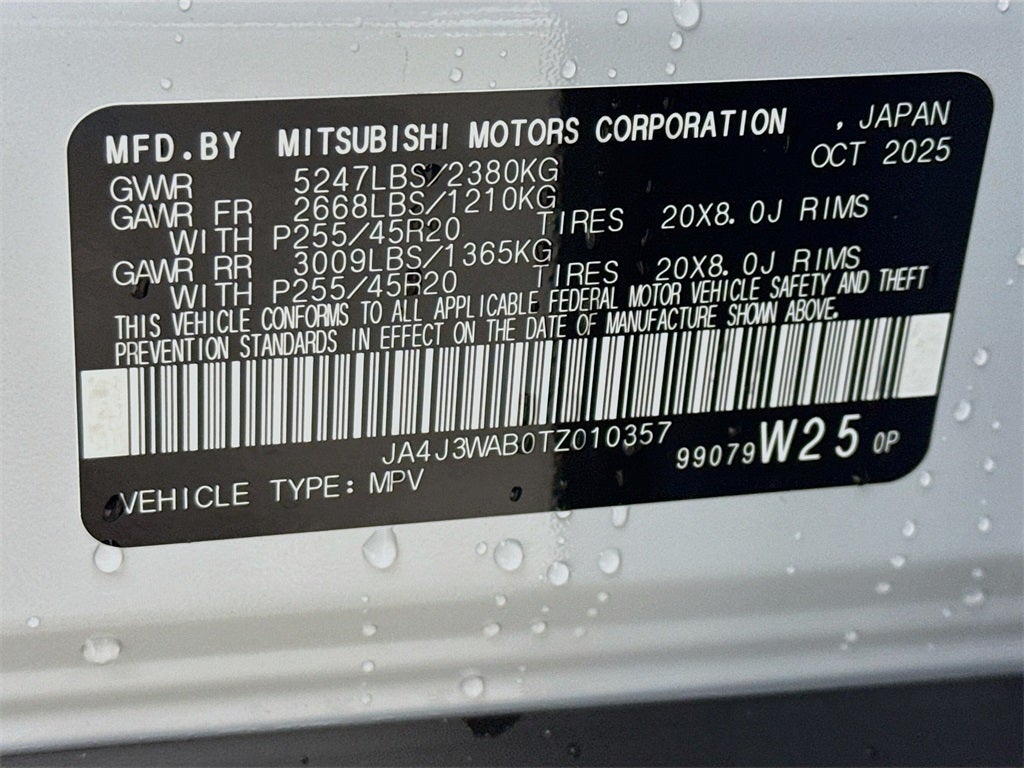 MFD.BY MITSUBISHI MOTORS CORPORATION , JAPAN
OCT 2025
GVWR 5247LBS/2380KG
GAWR FR 2668LBS/1210KG
WITH P255/45R20 TIRES 20X8.0J RIMS
GAWR RR 3009LBS/1365KG
WITH P255/45R20 TIRES 20X8.0J RIMS
THIS VEHICLE CONFORMS TO ALL APPLICABLE FEDERAL MOTOR VEHICLE SAFETY AND THEFT
PREVENTION STANDARDS IN EFFECT ON THE DATE OF MANUFACTURE SHOWN ABOVE.
JA4J3WAB0TZ010357
99079W25 0P
VEHICLE TYPE: MPV